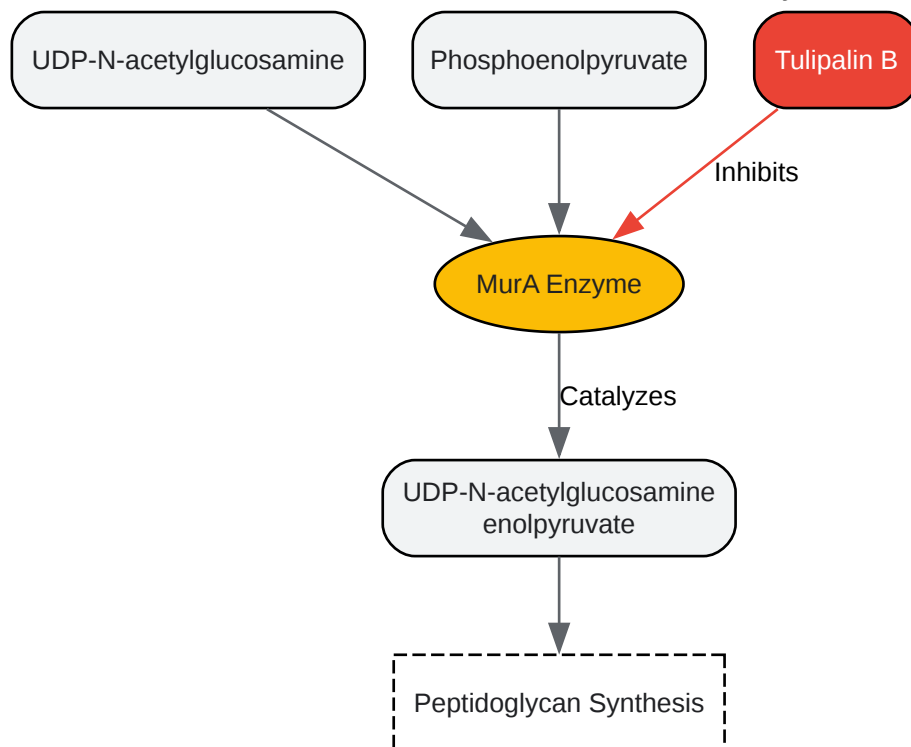 UDP-N-acetylglucosamine
Phosphoenolpyruvate
Tulipalin B
Inhibits
MurA Enzyme
Catalyzes
UDP-N-acetylglucosamine
enolpyruvate
Peptidoglycan Synthesis